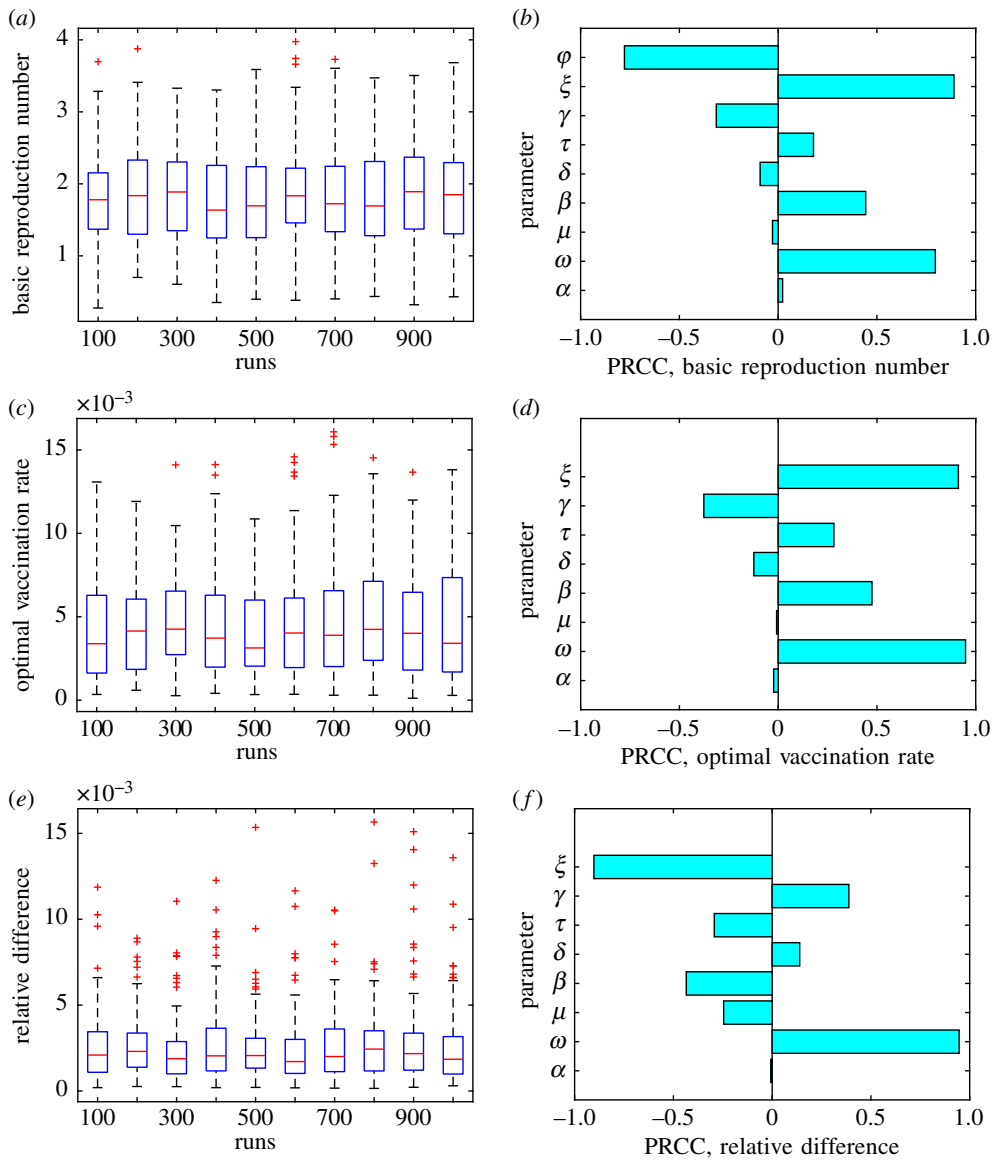 (a)
basic reproduction number
4
3
2
1
100 300 500 700 900
runs
(b)
parameter
φ
ξ
γ
τ
δ
β
μ
ω
α
−1.0 −0.5 0 0.5 1.0
PRCC, basic reproduction number
(c)
×10−3
optimal vaccination rate
15
10
5
0
100 300 500 700 900
runs
(d)
parameter
ξ
γ
τ
δ
β
μ
ω
α
−1.0 −0.5 0 0.5 1.0
PRCC, optimal vaccination rate
(e)
×10−3
relative difference
15
10
5
0
100 300 500 700 900
runs
(f)
parameter
ξ
γ
τ
δ
β
μ
ω
α
−1.0 −0.5 0 0.5 1.0
PRCC, relative difference